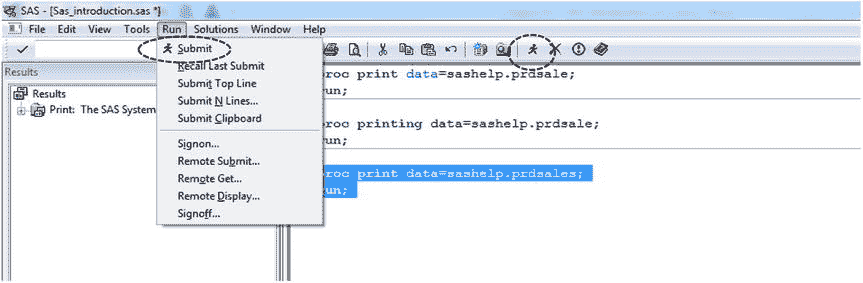 SAS - [Sas_introduction.sas *]
File Edit View Tools Run Solutions Window Help
Submit
Recall Last Submit
Submit Top Line
Submit N Lines...
Submit Clipboard
Signon...
Remote Submit...
Remote Get...
Remote Display...
Signoff...
Results
Results
Print: The SAS System
proc print data=sashelp.prdsale;
run;
proc printing data=sashelp.prdsale;
run;
proc print data=sashelp.prdsales;
run;